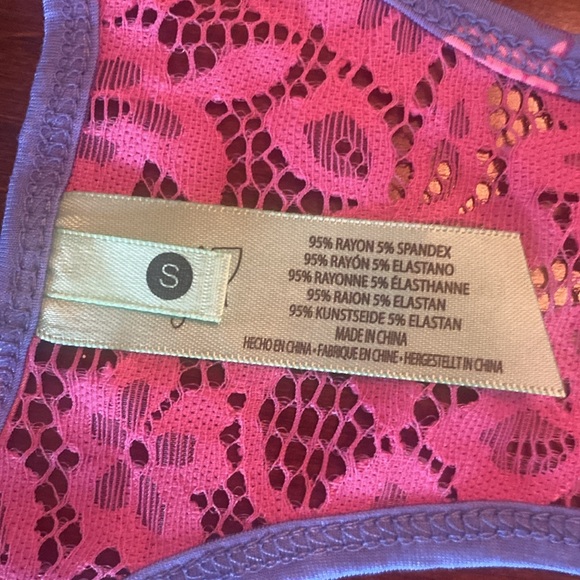 S
95% RAYON 5% SPANDEX
95% RAYÓN 5% ELASTANO
95% RAYONNE 5% ÉLASTHANNE
95% RAION 5% ELASTAN
95% KUNSTSEIDE 5% ELASTAN
MADE IN CHINA
HECHO EN CHINA • FABRIQUE EN CHINE • HERGESTELLT IN CHINA